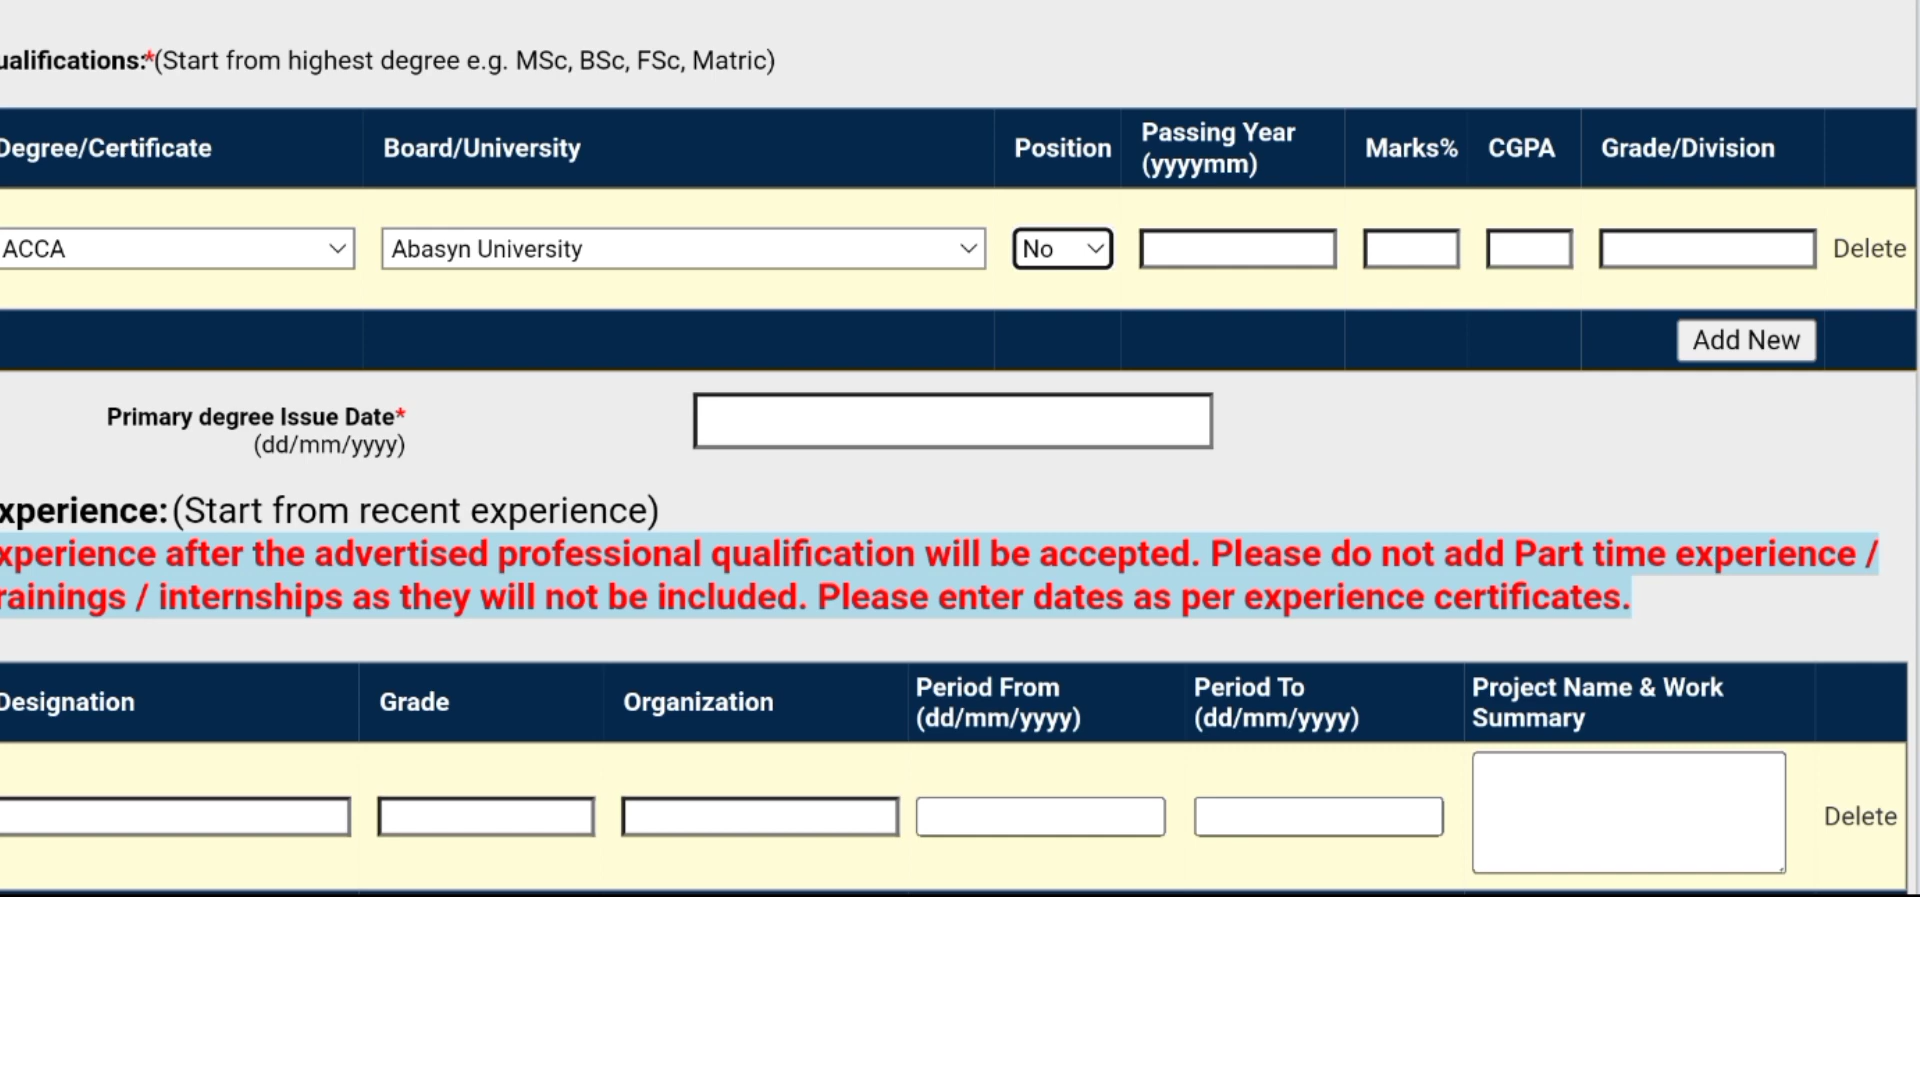 ualifications:*(Start from highest degree e.g. MSc, BSc, FSc, Matric)
Degree/Certificate Board/University Position Passing Year (yyyymm) Marks% CGPA Grade/Division
ACCA Abasyn University No Delete
Add New
Primary degree Issue Date*
(dd/mm/yyyy)
xperience:(Start from recent experience)
xperience after the advertised professional qualification will be accepted. Please do not add Part time experience /
rainings / internships as they will not be included. Please enter dates as per experience certificates.
Designation Grade Organization Period From (dd/mm/yyyy) Period To (dd/mm/yyyy) Project Name & Work Summary
Delete